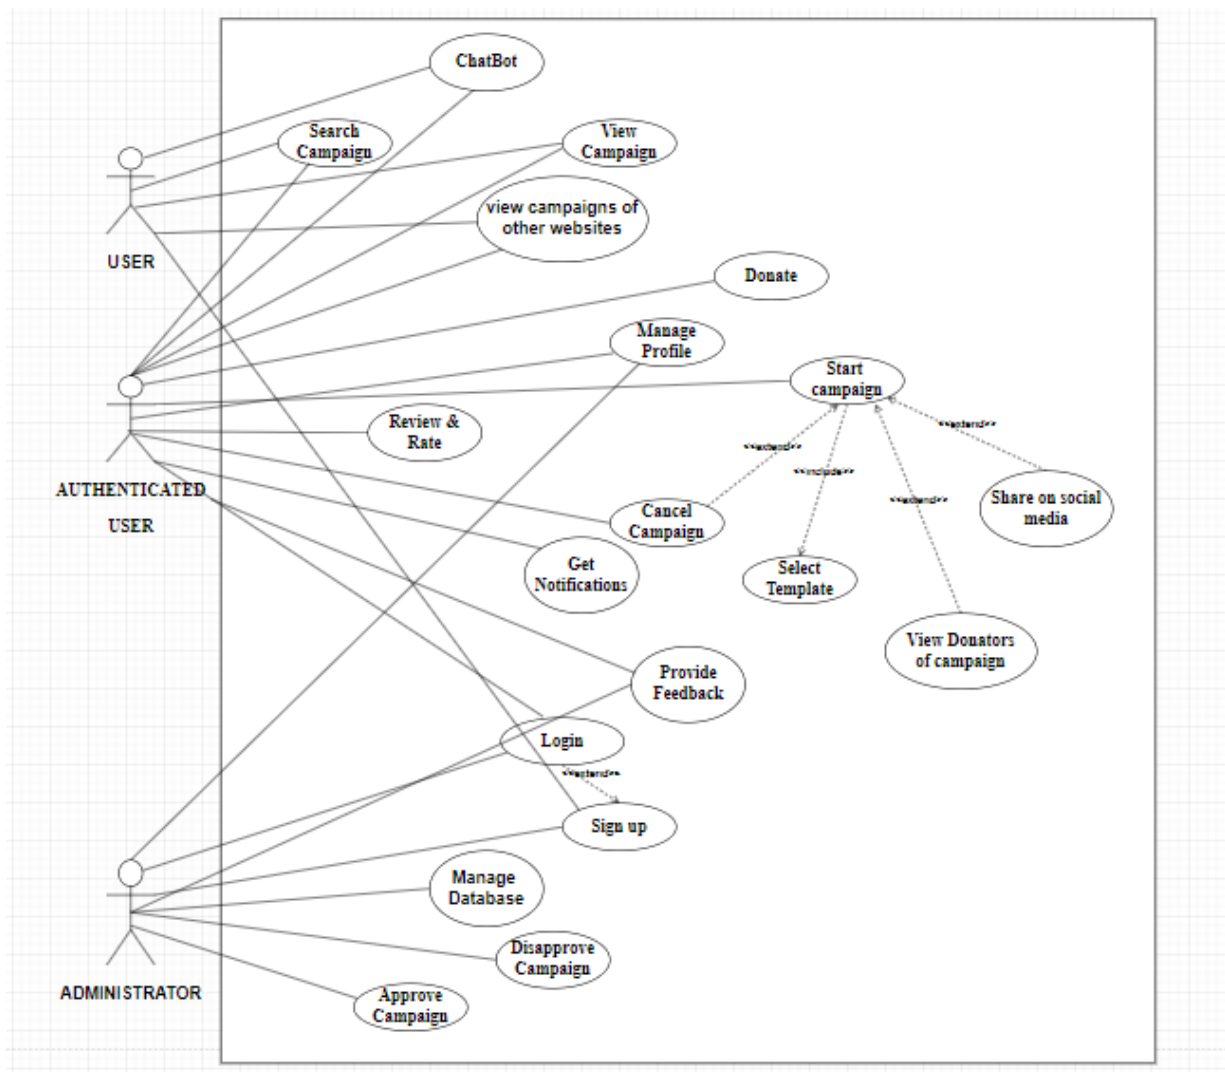 ChatBot
Search
Campaign
View
Campaign
view campaigns of
other websites
USER
Donate
Manage
Profile
Start
campaign
Review &
Rate
<<extend>>
<<extend>>
<<include>>
AUTHENTICATED
USER
<<extend>>
Share on social
media
Cancel
Campaign
Get
Notifications
Select
Template
View Donators
of campaign
Provide
Feedback
Login
<<extend>>
Sign up
Manage
Database
Disapprove
Campaign
ADMINISTRATOR
Approve
Campaign